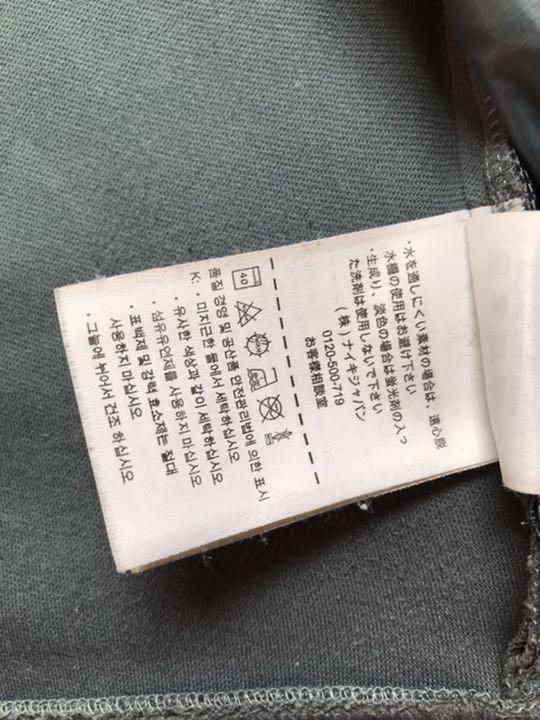 ・水を通しにくい素材の場合は、遠心脱
水機の使用はお避け下さい
・生成り、淡色の場合は蛍光剤の入っ
た洗剤は使用しないで下さい
(株)ナイキジャパン
0120-500-719
お客様相談室
40
품질 경영 및 공산품 안전관리법에 의한 표시
K: · 미지근한 물에서 세탁하십시오
· 유사한 색상과 같이 세탁하십시오
· 섬유유연제를 사용하지 마십시오
· 표백제 및 강력 효소제는 절대
사용하지 마십시오
· 그늘에 뉘어서 건조 하십시오